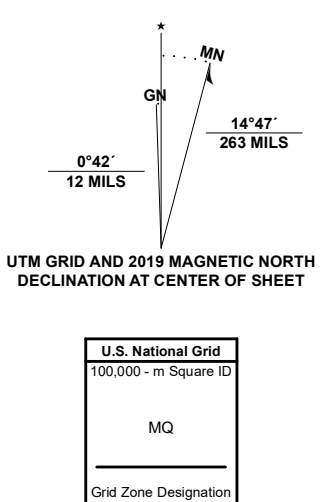 ★
MN
GN
14°47´
263 MILS
0°42´
12 MILS
UTM GRID AND 2019 MAGNETIC NORTH
DECLINATION AT CENTER OF SHEET
U.S. National Grid
100,000 - m Square ID
MQ
Grid Zone Designation